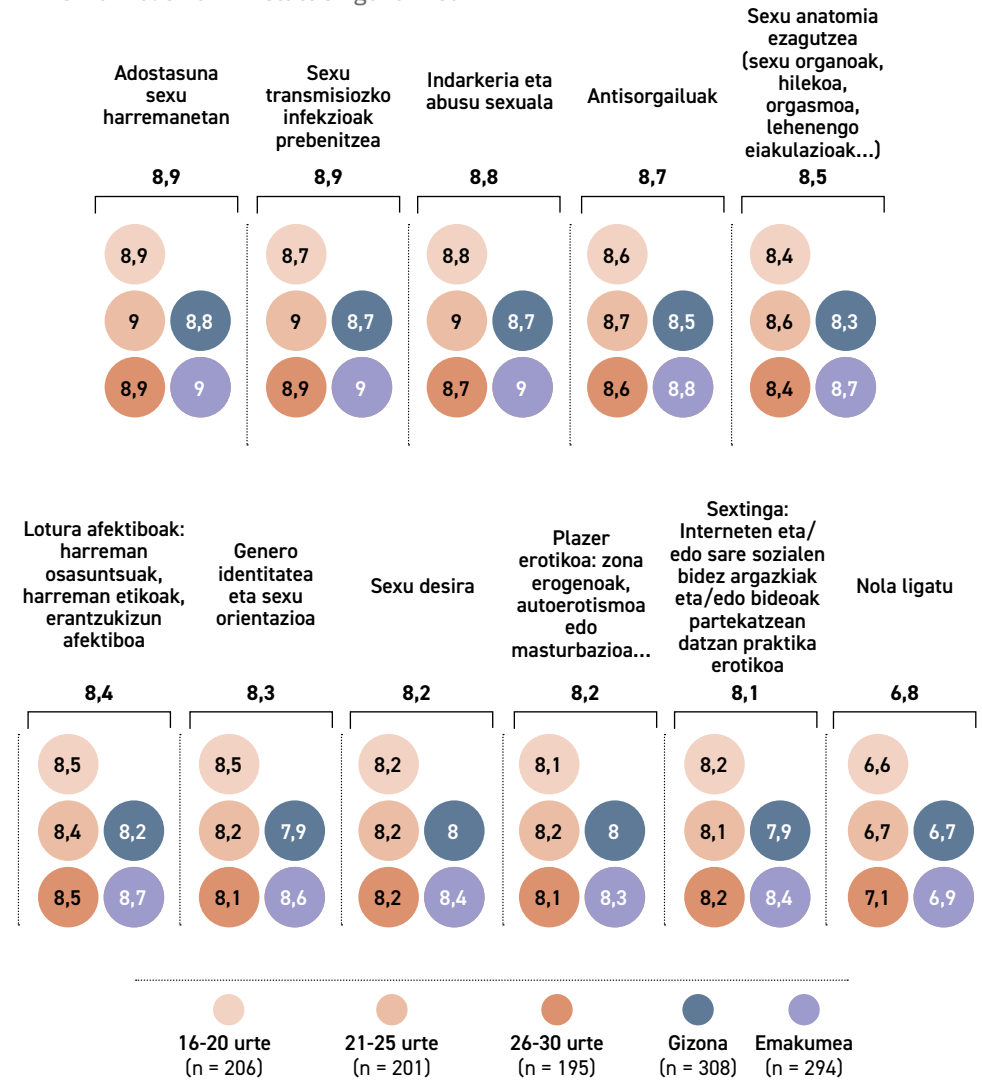 Adostasuna
sexu
harremanetan
8,9
Sexu
transmisiozko
infekzioak
prebenitzea
8,9
Indarkeria eta
abusu sexuala
8,8
Antisorgailuak
8,7
Sexu anatomia
ezagutzea
(sexu organoak,
hilekoa,
orgasmoa,
lehenengo
eiakulazioak...)
8,5
8,9
9
8,8
8,9
9
8,7
9
8,7
8,9
9
8,8
9
8,7
8,7
9
8,6
8,7
8,5
8,6
8,8
8,4
8,6
8,3
8,4
8,7
Lotura afektiboak:
harreman
osasuntsuak,
harreman etikoak,
erantzukizun
afektiboa
8,4
Genero
identitatea
eta sexu
orientazioa
8,3
Sexu desira
8,2
Plazer
erotikoa: zona
erogenoak,
autoerotismoa
edo
masturbazioa...
8,2
Sextinga:
Interneten eta/
edo sare sozialen
bidez argazkiak
eta/edo bideoak
partekatzean
datzan praktika
erotikoa
8,1
Nola ligatu
6,8
8,5
8,4
8,2
8,5
8,7
8,5
8,2
7,9
8,1
8,6
8,2
8,2
8
8,2
8,4
8,1
8,2
8
8,1
8,3
8,2
8,1
7,9
8,2
8,4
6,6
6,7
6,7
7,1
6,9
16-20 urte
(n = 206)
21-25 urte
(n = 201)
26-30 urte
(n = 195)
Gizona
(n = 308)
Emakumea
(n = 294)